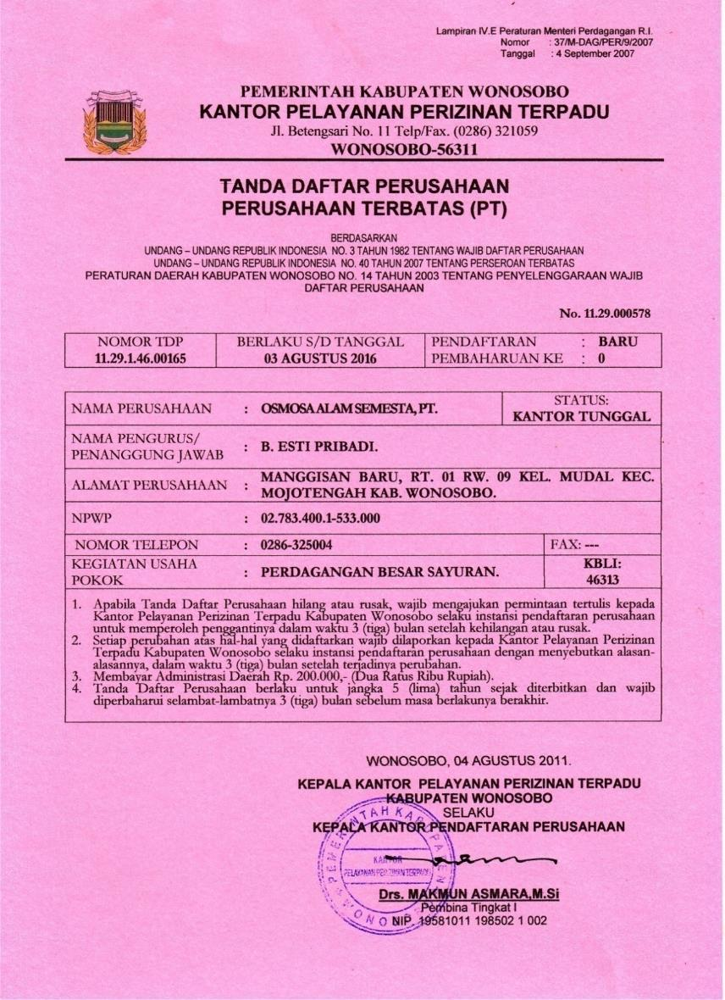 Lampiran IV.E Peraturan Menteri Perdagangan R.I.
Nomor : 37/M-DAG/PER/9/2007
Tanggal : 4 September 2007
PEMERINTAH KABUPATEN WONOSOBO
KANTOR PELAYANAN PERIZINAN TERPADU
Jl. Betengsari No. 11 Telp/Fax. (0286) 321059
WONOSOBO-56311
TANDA DAFTAR PERUSAHAAN
PERUSAHAAN TERBATAS (PT)
BERDASARKAN
UNDANG – UNDANG REPUBLIK INDONESIA NO. 3 TAHUN 1982 TENTANG WAJIB DAFTAR PERUSAHAAN
UNDANG – UNDANG REPUBLIK INDONESIA NO. 40 TAHUN 2007 TENTANG PERSEROAN TERBATAS
PERATURAN DAERAH KABUPATEN WONOSOBO NO. 14 TAHUN 2003 TENTANG PENYELENGGARAAN WAJIB
DAFTAR PERUSAHAAN
No. 11.29.000578
NOMOR TDP
11.29.1.46.00165
BERLAKU S/D TANGGAL
03 AGUSTUS 2016
PENDAFTARAN : BARU
PEMBAHARUAN KE : 0
NAMA PERUSAHAAN : OSMOSA ALAM SEMESTA, PT.
STATUS:
KANTOR TUNGGAL
NAMA PENGURUS/
PENANGGUNG JAWAB : B. ESTI PRIBADI.
ALAMAT PERUSAHAAN : MANGGISAN BARU, RT. 01 RW. 09 KEL. MUDAL KEC.
MOJOTENGAH KAB. WONOSOBO.
NPWP : 02.783.400.1-533.000
NOMOR TELEPON : 0286-325004
FAX: ---
KEGIATAN USAHA
POKOK : PERDAGANGAN BESAR SAYURAN.
KBLI:
46313
1. Apabila Tanda Daftar Perusahaan hilang atau rusak, wajib mengajukan permintaan tertulis kepada
Kantor Pelayanan Perizinan Terpadu Kabupaten Wonosobo selaku instansi pendaftaran perusahaan
untuk memperoleh penggantinya dalam waktu 3 (tiga) bulan setelah kehilangan atau rusak.
2. Setiap perubahan atas hal-hal yang didaftarkan wajib dilaporkan kepada Kantor Pelayanan Perizinan
Terpadu Kabupaten Wonosobo selaku instansi pendaftaran perusahaan dengan menyebutkan alasan-
alasannya, dalam waktu 3 (tiga) bulan setelah terjadinya perubahan.
3. Membayar Administrasi Daerah Rp. 200.000,- (Dua Ratus Ribu Rupiah).
4. Tanda Daftar Perusahaan berlaku untuk jangka 5 (lima) tahun sejak diterbitkan dan wajib
diperbaharui selambat-lambatnya 3 (tiga) bulan sebelum masa berlakunya berakhir.
WONOSOBO, 04 AGUSTUS 2011.
KEPALA KANTOR PELAYANAN PERIZINAN TERPADU
KABUPATEN WONOSOBO
SELAKU
KEPALA KANTOR PENDAFTARAN PERUSAHAAN
PEMERINTAH KABUPATEN
KANTOR
PELAYANAN PERIZINAN TERPADU
WONOSOBO
Drs. MAKMUN ASMARA,M.Si
Pembina Tingkat I
NIP. 19581011 198502 1 002